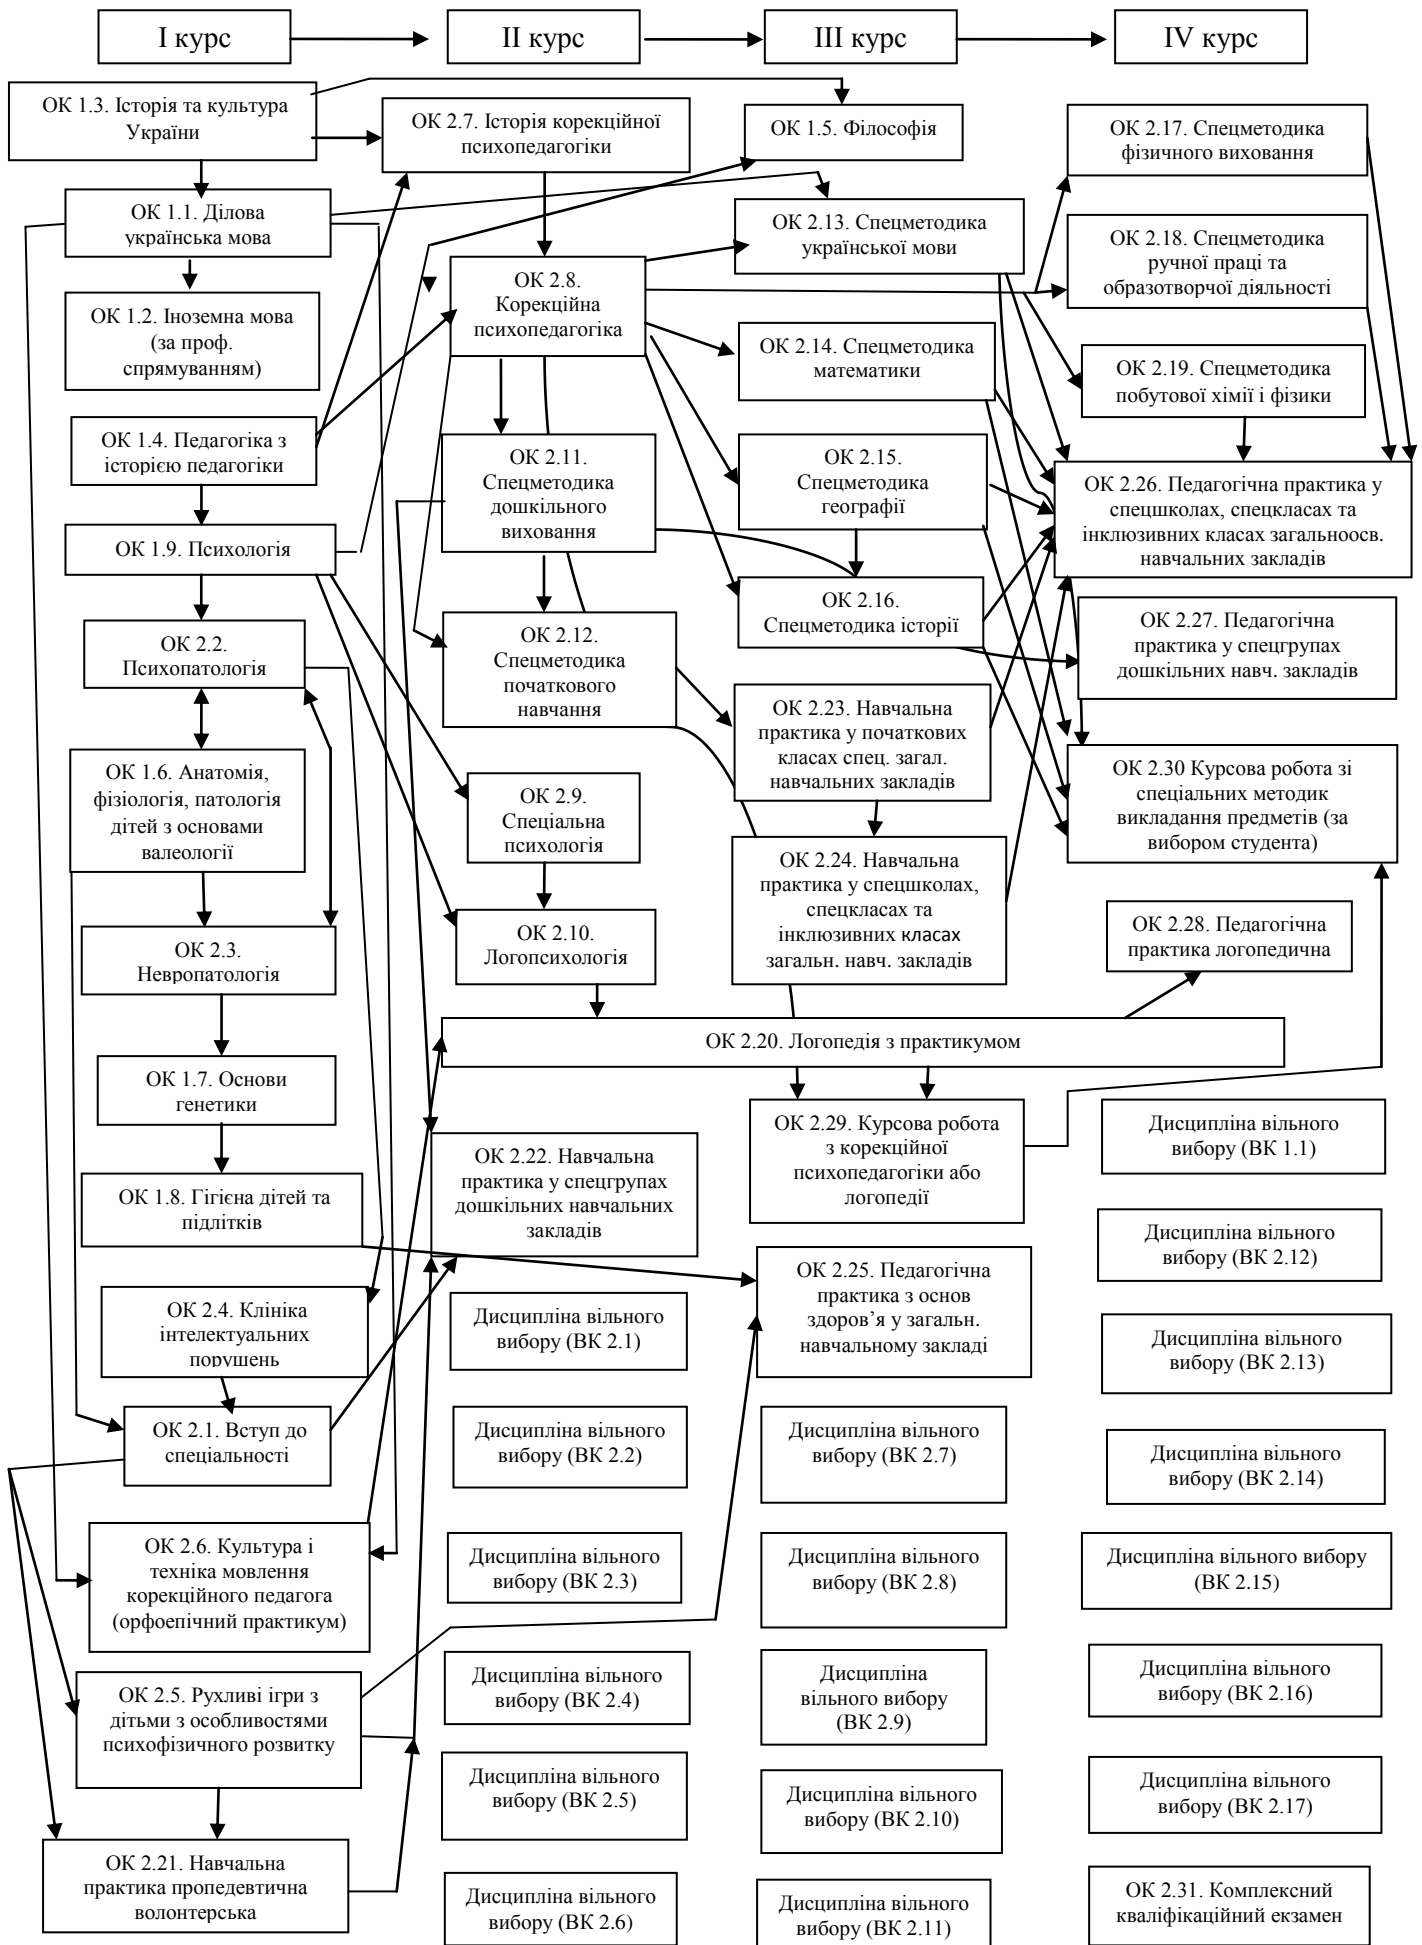 І курс
ІІ курс
ІІІ курс
IV курс
ОК 1.3. Історія та культура
України
ОК 1.1. Ділова
українська мова
ОК 1.2. Іноземна мова
(за проф.
спрямуванням)
ОК 1.4. Педагогіка з
історією педагогіки
ОК 1.9. Психологія
ОК 2.2.
Психопатологія
ОК 1.6. Анатомія,
фізіологія, патологія
дітей з основами
валеології
ОК 2.3.
Невропатологія
ОК 1.7. Основи
генетики
ОК 1.8. Гігієна дітей та
підлітків
ОК 2.4. Клініка
інтелектуальних
порушень
ОК 2.1. Вступ до
спеціальності
ОК 2.6. Культура і
техніка мовлення
корекційного педагога
(орфоепічний практикум)
ОК 2.5. Рухливі ігри з
дітьми з особливостями
психофізичного розвитку
ОК 2.21. Навчальна
практика пропедевтична
волонтерська
ОК 2.7. Історія корекційної
психопедагогіки
ОК 2.8.
Корекційна
психопедагогіка
ОК 2.11.
Спецметодика
дошкільного
виховання
ОК 2.12.
Спецметодика
початкового
навчання
ОК 2.9.
Спеціальна
психологія
ОК 2.10.
Логопсихологія
ОК 2.20. Логопедія з практикумом
ОК 2.22. Навчальна
практика у спецгрупах
дошкільних навчальних
закладів
Дисципліна вільного
вибору (ВК 2.1)
Дисципліна вільного
вибору (ВК 2.2)
Дисципліна вільного
вибору (ВК 2.3)
Дисципліна вільного
вибору (ВК 2.4)
Дисципліна вільного
вибору (ВК 2.5)
Дисципліна вільного
вибору (ВК 2.6)
ОК 1.5. Філософія
ОК 2.13. Спецметодика
української мови
ОК 2.14. Спецметодика
математики
ОК 2.15.
Спецметодика
географії
ОК 2.16.
Спецметодика історії
ОК 2.23. Навчальна
практика у початкових
класах спец. загал.
навчальних закладів
ОК 2.24. Навчальна
практика у спецшколах,
спецкласах та
інклюзивних класах
загальн. навч. закладів
ОК 2.29. Курсова робота
з корекційної
психопедагогіки або
логопедії
ОК 2.25. Педагогічна
практика з основ
здоров’я у загальн.
навчальному закладі
Дисципліна вільного
вибору (ВК 2.7)
Дисципліна вільного
вибору (ВК 2.8)
Дисципліна
вільного вибору
(ВК 2.9)
Дисципліна вільного
вибору (ВК 2.10)
Дисципліна вільного
вибору (ВК 2.11)
ОК 2.17. Спецметодика
фізичного виховання
ОК 2.18. Спецметодика
ручної праці та
образотворчої діяльності
ОК 2.19. Спецметодика
побутової хімії і фізики
ОК 2.26. Педагогічна практика у
спецшколах, спецкласах та
інклюзивних класах загальноосв.
навчальних закладів
ОК 2.27. Педагогічна
практика у спецгрупах
дошкільних навч. закладів
ОК 2.30 Курсова робота зі
спеціальних методик
викладання предметів (за
вибором студента)
ОК 2.28. Педагогічна
практика логопедична
Дисципліна вільного
вибору (ВК 1.1)
Дисципліна вільного
вибору (ВК 2.12)
Дисципліна вільного
вибору (ВК 2.13)
Дисципліна вільного
вибору (ВК 2.14)
Дисципліна вільного вибору
(ВК 2.15)
Дисципліна вільного
вибору (ВК 2.16)
Дисципліна вільного
вибору (ВК 2.17)
ОК 2.31. Комплексний
кваліфікаційний екзамен